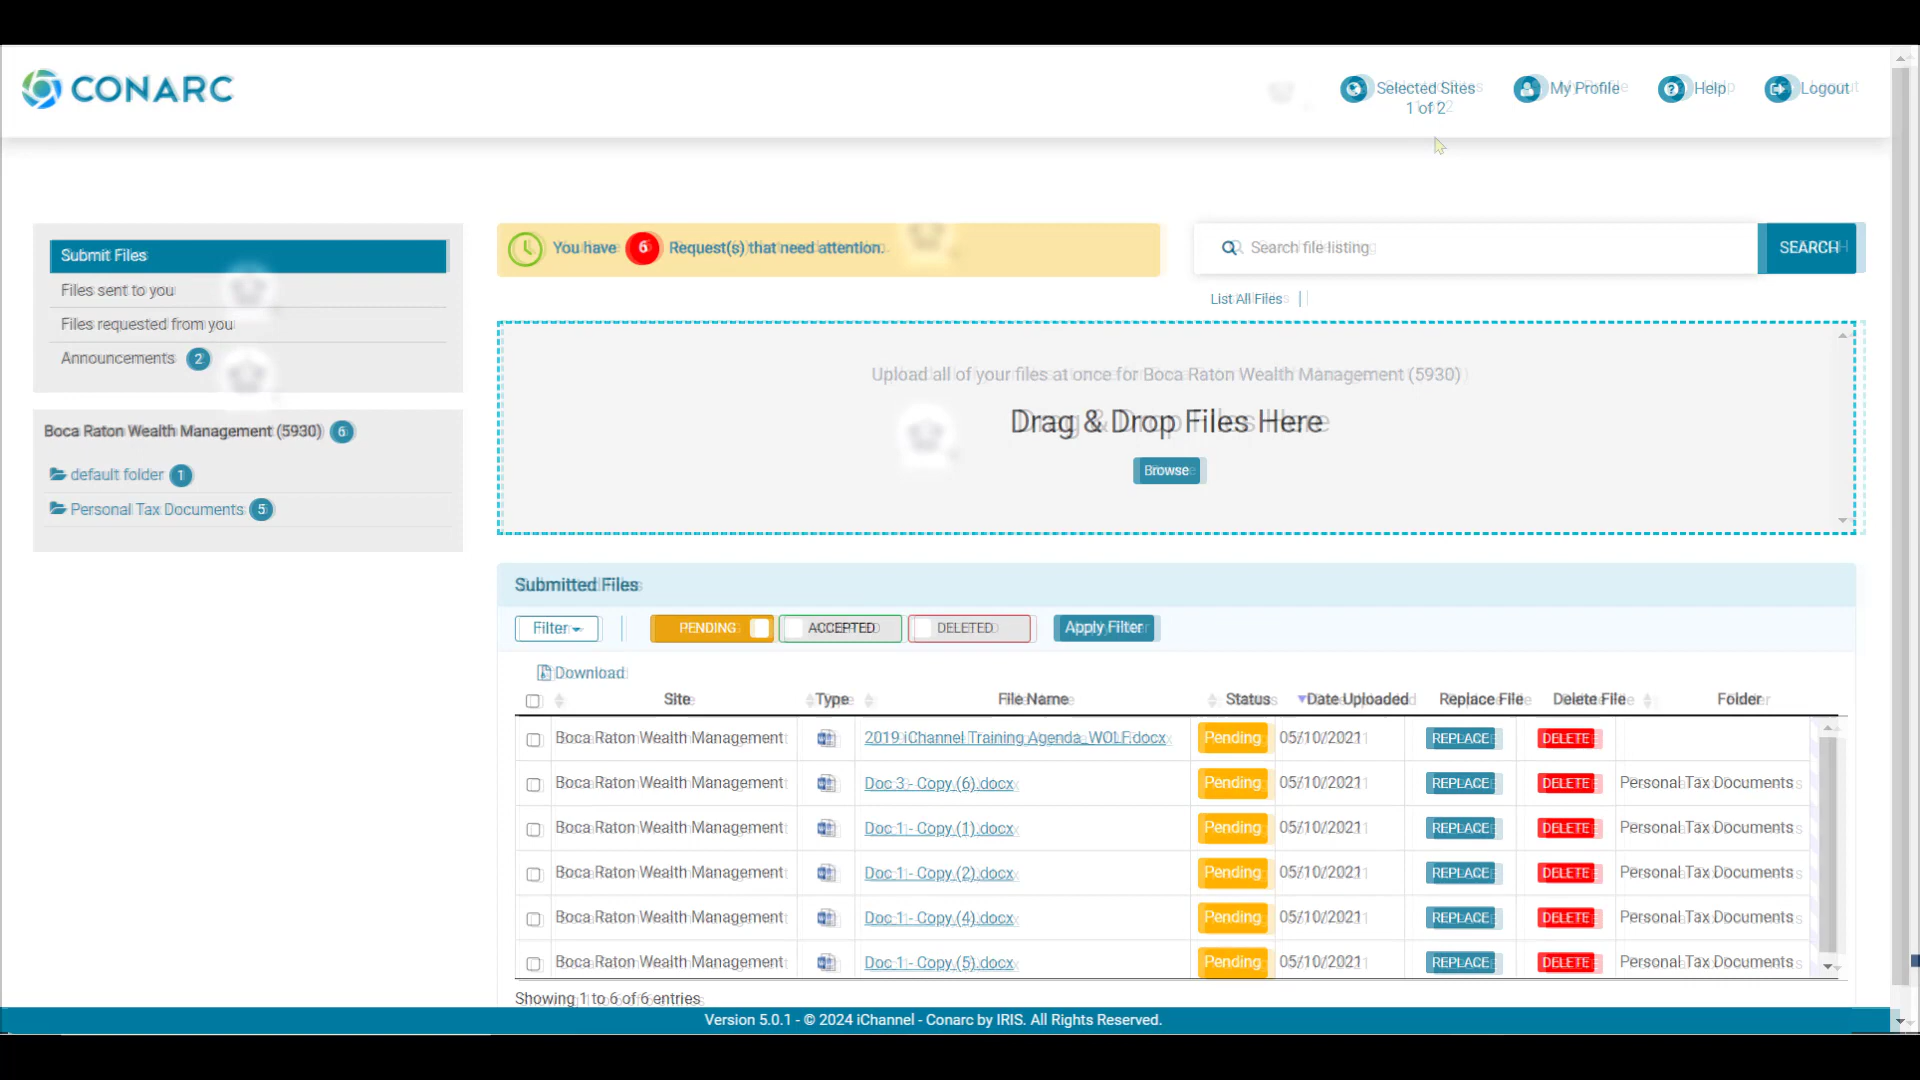 CONARC
Selected Sites
1 of 2
My Profile
Help
Logout
Submit Files
Files sent to you
Files requested from you
Announcements 2
Boca Raton Wealth Management (5930) 6
default folder 1
Personal Tax Documents 5
You have 6 Request(s) that need attention.
Search file listing
SEARCH
List All Files
Upload all of your files at once for Boca Raton Wealth Management (5930)
Drag & Drop Files Here
Browse
Submitted Files
Filter PENDING ACCEPTED DELETED Apply Filter
Download
Site Type File Name Status Date Uploaded Replace File Delete File Folder
Boca Raton Wealth Management 2019 iChannel Training Agenda_WOLF.docx Pending 05/10/2021 REPLACE DELETE
Boca Raton Wealth Management Doc 3 - Copy (6).docx Pending 05/10/2021 REPLACE DELETE Personal Tax Documents
Boca Raton Wealth Management Doc 1 - Copy (1).docx Pending 05/10/2021 REPLACE DELETE Personal Tax Documents
Boca Raton Wealth Management Doc 1 - Copy (2).docx Pending 05/10/2021 REPLACE DELETE Personal Tax Documents
Boca Raton Wealth Management Doc 1 - Copy (4).docx Pending 05/10/2021 REPLACE DELETE Personal Tax Documents
Boca Raton Wealth Management Doc 1 - Copy (5).docx Pending 05/10/2021 REPLACE DELETE Personal Tax Documents
Showing 1 to 6 of 6 entries
Version 5.0.1 - © 2024 iChannel - Conarc by IRIS. All Rights Reserved.